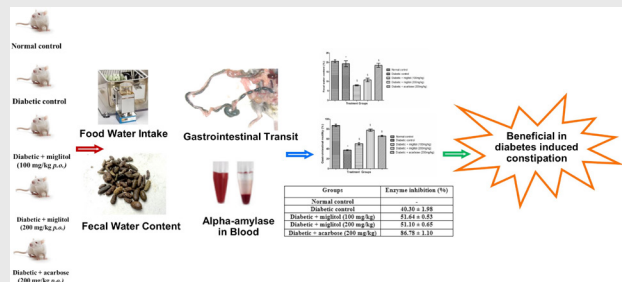 Normal control
Diabetic control
Diabetic + miglitol
(100 mg/kg p.o.)
Diabetic + miglitol
(200 mg/kg p.o.)
Diabetic + acarbose
(200 mg/kg p.o.)
Food Water Intake
Fecal Water Content
Gastrointestinal Transit
Alpha-amylase
in Blood
Treatment Groups
Treatment Groups
Groups Enzyme inhibition (%)
Normal control -
Diabetic control 40.30 ± 1.98
Diabetic + miglitol (100 mg/kg) 51.64 ± 0.53
Diabetic + miglitol (200 mg/kg) 51.10 ± 0.65
Diabetic + acarbose (200 mg/kg) 86.78 ± 1.10
Beneficial in
diabetes induced
constipation